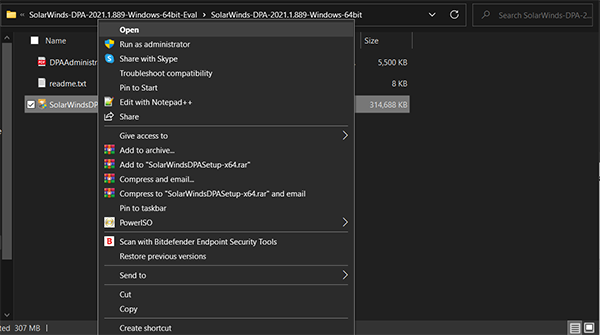 « SolarWinds-DPA-2021.1.889-Windows-64bit-Eval > SolarWinds-DPA-2021.1.889-Windows-64bit
Search SolarWinds-DPA-2...
Size
DPAAdminist
5,500 KB
readme.txt
8 KB
SolarWindsDP
314,688 KB
Open
Run as administrator
Share with Skype
Troubleshoot compatibility
Pin to Start
Edit with Notepad++
Share
Give access to
Add to archive...
Add to "SolarWindsDPASetup-x64.rar"
Compress and email...
Compress to "SolarWindsDPASetup-x64.rar" and email
Pin to taskbar
PowerISO
Scan with Bitdefender Endpoint Security Tools
Restore previous versions
Send to
Cut
Copy
Create shortcut
ted 307 MB